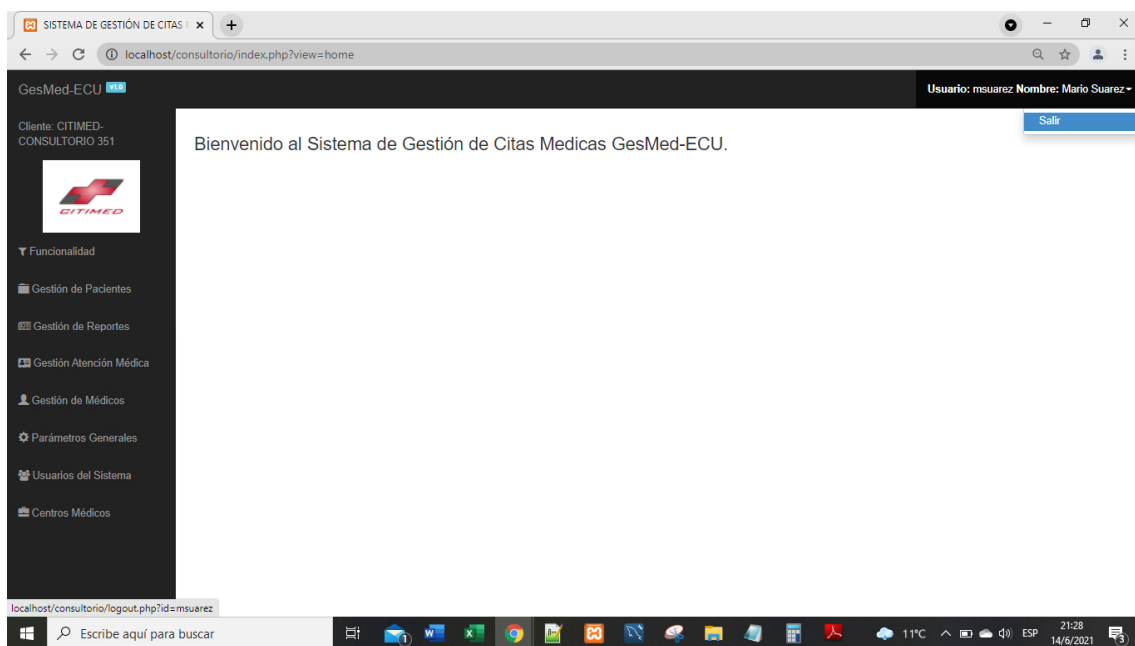 SISTEMA DE GESTIÓN DE CITAS
localhost/consultorio/index.php?view=home
GesMed-ECU v1.0
Usuario: msuarez Nombre: Mario Suarez
Salir
Cliente: CITIMED-
CONSULTORIO 351
Bienvenido al Sistema de Gestión de Citas Medicas GesMed-ECU.
CITIMED
Funcionalidad
Gestión de Pacientes
Gestión de Reportes
Gestión Atención Médica
Gestión de Médicos
Parámetros Generales
Usuarios del Sistema
Centros Médicos
localhost/consultorio/logout.php?id=msuarez
Escribe aquí para buscar
11°C
ESP
21:28
14/6/2021